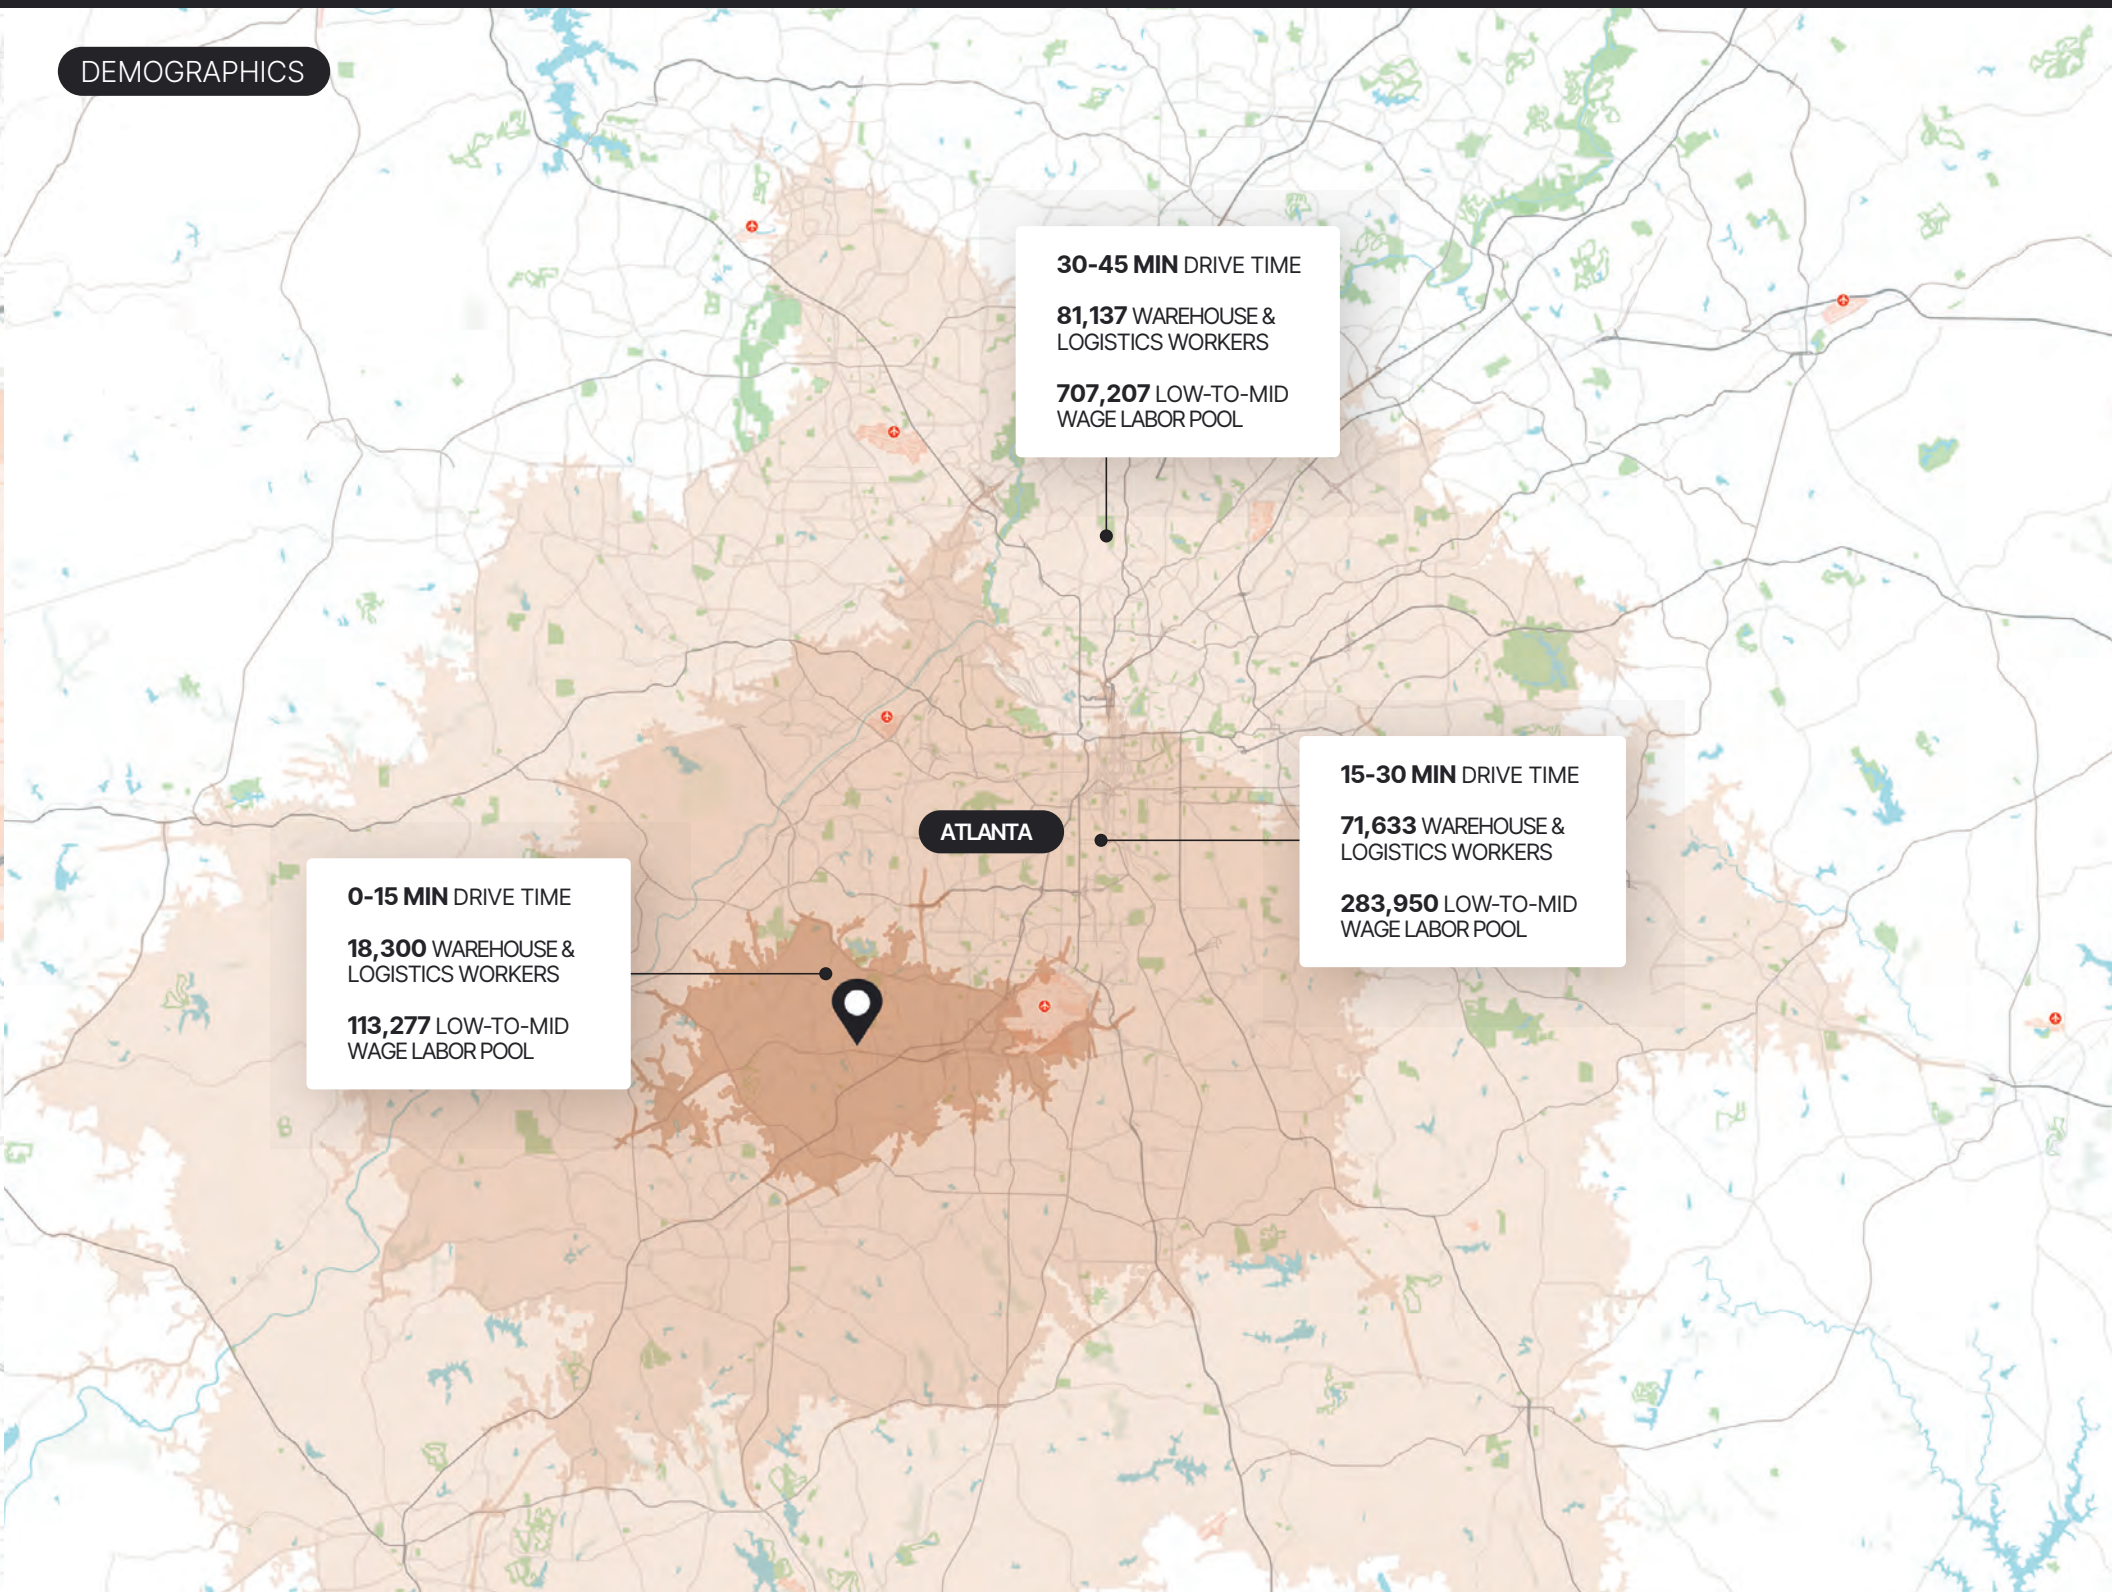 DEMOGRAPHICS
30-45 MIN DRIVE TIME
81,137 WAREHOUSE &
LOGISTICS WORKERS
707,207 LOW-TO-MID
WAGE LABOR POOL
15-30 MIN DRIVE TIME
71,633 WAREHOUSE &
LOGISTICS WORKERS
283,950 LOW-TO-MID
WAGE LABOR POOL
ATLANTA
0-15 MIN DRIVE TIME
18,300 WAREHOUSE &
LOGISTICS WORKERS
113,277 LOW-TO-MID
WAGE LABOR POOL